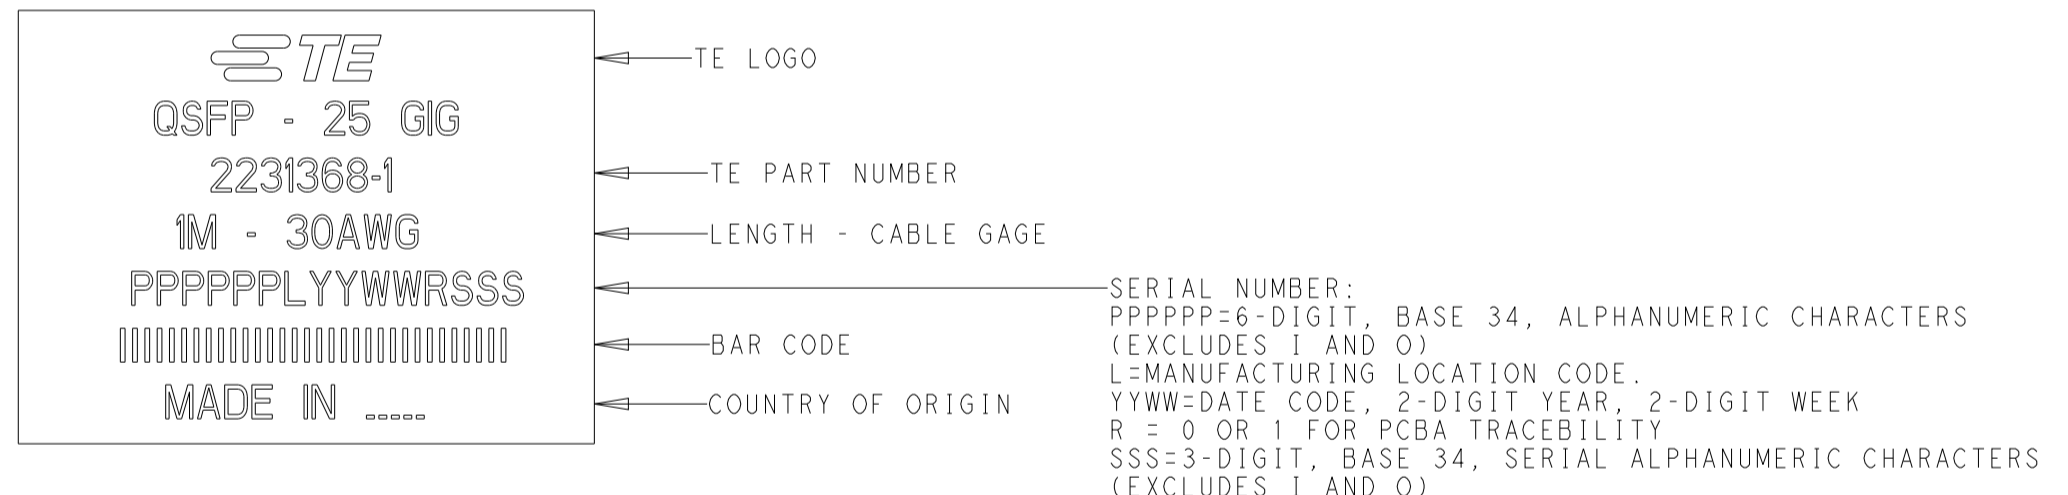 TE
TE LOGO
QSFP - 25 GIG
2231368-1
TE PART NUMBER
1M - 30AWG
LENGTH - CABLE GAGE
PPPPPPLYYWWRSSS
SERIAL NUMBER:
PPPPPP=6-DIGIT, BASE 34, ALPHANUMERIC CHARACTERS
(EXCLUDES I AND O)
L=MANUFACTURING LOCATION CODE.
YYWW=DATE CODE, 2-DIGIT YEAR, 2-DIGIT WEEK
R = 0 OR 1 FOR PCBA TRACEBILITY
SSS=3-DIGIT, BASE 34, SERIAL ALPHANUMERIC CHARACTERS
(EXCLUDES I AND O)
BAR CODE
MADE IN _____
COUNTRY OF ORIGIN